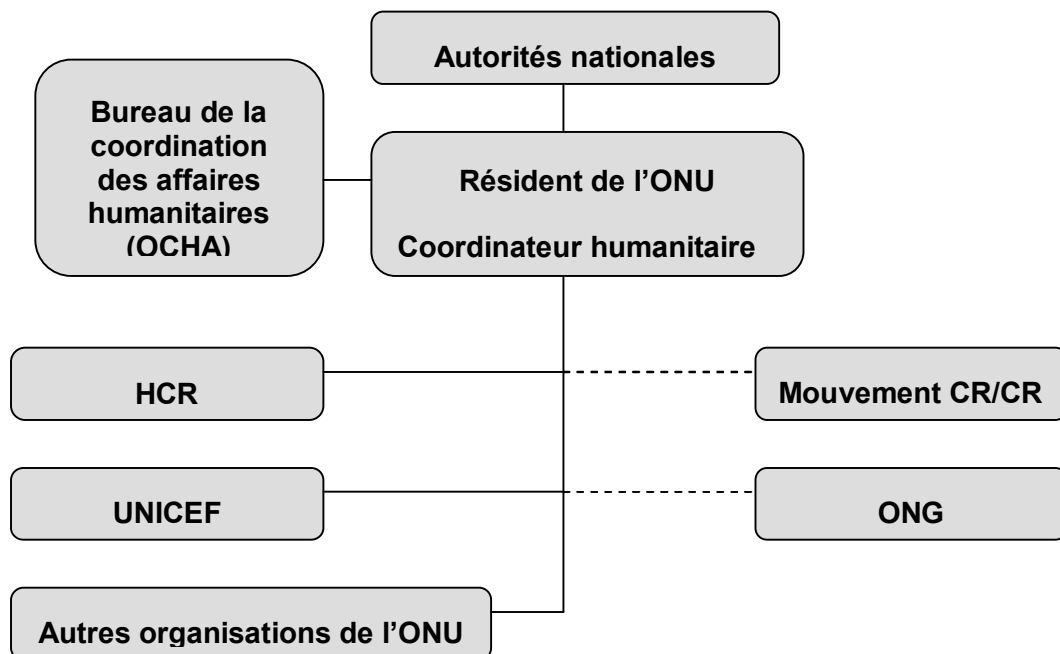 Autorités nationales
Bureau de la
coordination
des affaires
humanitaires
(OCHA)
Résident de l’ONU
Coordinateur humanitaire
HCR
Mouvement CR/CR
UNICEF
ONG
Autres organisations de l’ONU